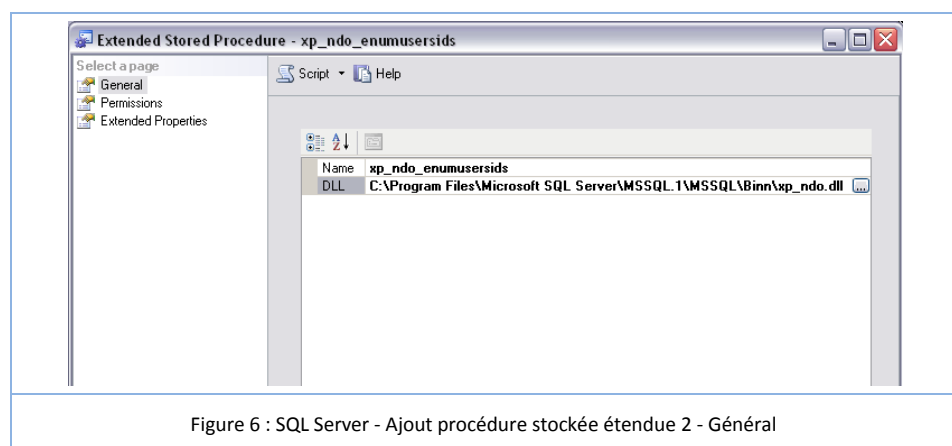 Extended Stored Procedure - xp_ndo_enumusersids
Select a page
General
Permissions
Extended Properties
Script Help
Name xp_ndo_enumusersids
DLL C:\Program Files\Microsoft SQL Server\MSSQL.1\MSSQL\Binn\xp_ndo.dll ...
Figure 6 : SQL Server - Ajout procédure stockée étendue 2 - Général